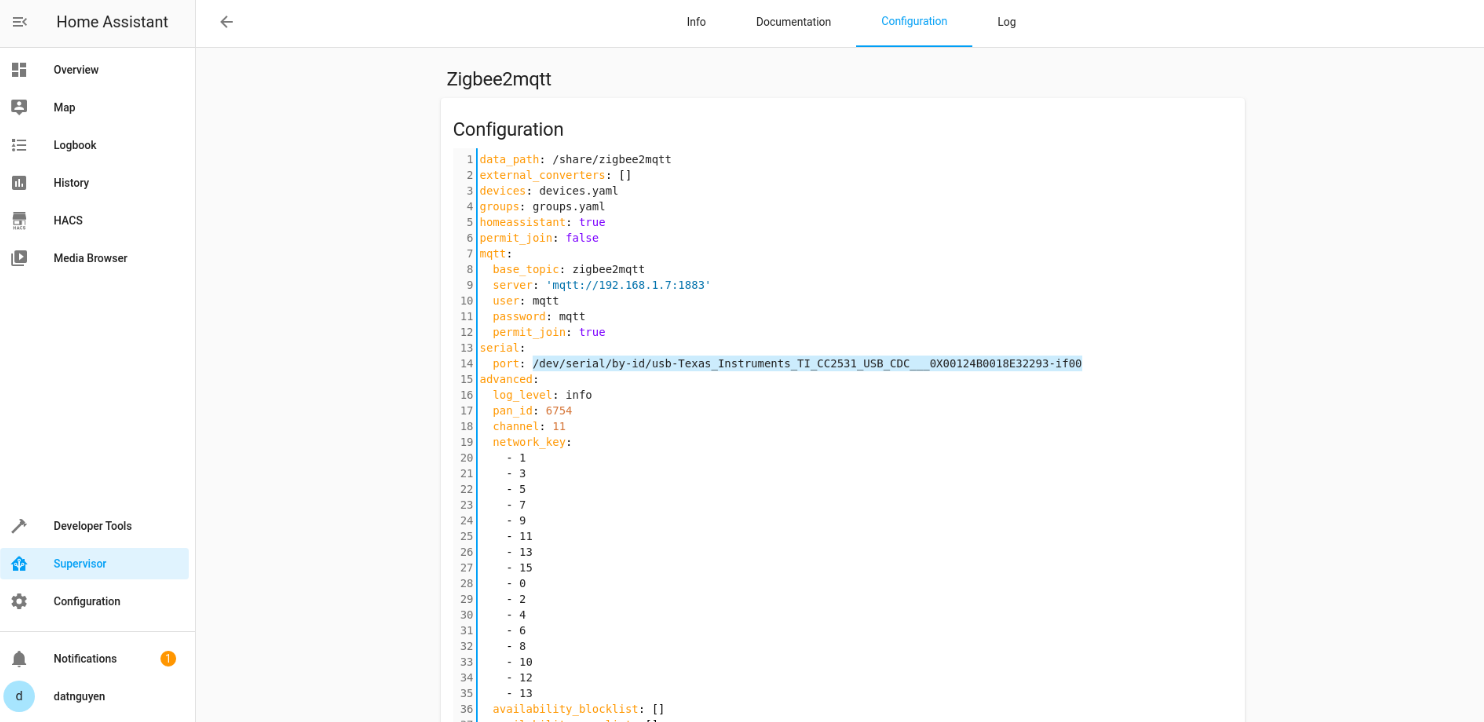 Home Assistant
Info
Documentation
Configuration
Log
Overview
Map
Logbook
History
HACS
HACS
Media Browser
Developer Tools
Supervisor
Configuration
Notifications
1
d
datnguyen
Zigbee2mqtt
Configuration
1 data_path: /share/zigbee2mqtt
2 external_converters: []
3 devices: devices.yaml
4 groups: groups.yaml
5 homeassistant: true
6 permit_join: false
7 mqtt:
8   base_topic: zigbee2mqtt
9   server: 'mqtt://192.168.1.7:1883'
10   user: mqtt
11   password: mqtt
12   permit_join: true
13 serial:
14   port: /dev/serial/by-id/usb-Texas_Instruments_TI_CC2531_USB_CDC___0X00124B0018E32293-if00
15 advanced:
16   log_level: info
17   pan_id: 6754
18   channel: 11
19   network_key:
20     - 1
21     - 3
22     - 5
23     - 7
24     - 9
25     - 11
26     - 13
27     - 15
28     - 0
29     - 2
30     - 4
31     - 6
32     - 8
33     - 10
34     - 12
35     - 13
36   availability_blocklist: []